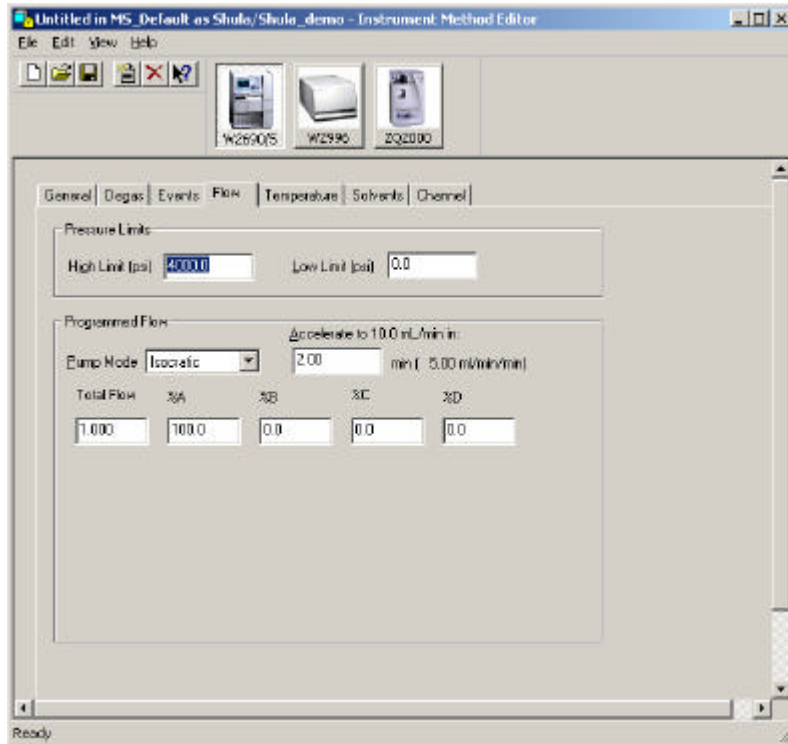 Untitled in MS_Default as Shula/Shula_demo - Instrument Method Editor
File Edit View Help
W2690/5 W2996 ZQ2000
General Degas Events Flow Temperature Solvents Channel
Pressure Limits
High Limit (psi) 4000.0 Low Limit (psi) 0.0
Programmed Flow
Accelerate to 10.0 mL/min in:
Pump Mode Isocratic 2.00 min ( 5.00 ml/min/min)
Total Flow %A %B %C %D
1.000 100.0 0.0 0.0 0.0
Ready